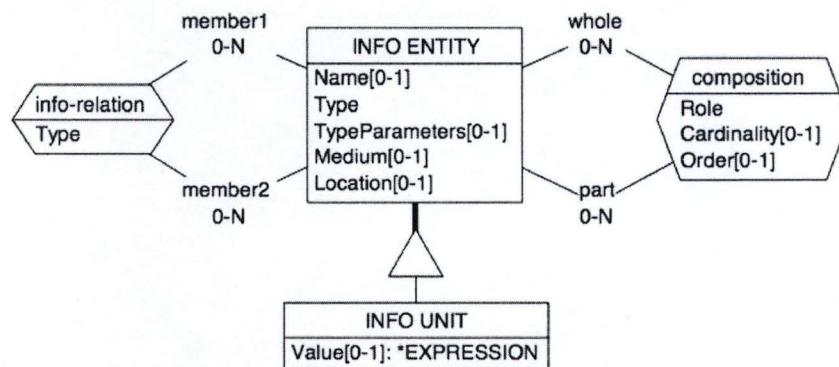 member1
0-N
INFO ENTITY
whole
0-N
Name[0-1]
Type
TypeParameters[0-1]
Medium[0-1]
Location[0-1]
info-relation
Type
composition
Role
Cardinality[0-1]
Order[0-1]
member2
0-N
part
0-N
INFO UNIT
Value[0-1]: *EXPRESSION